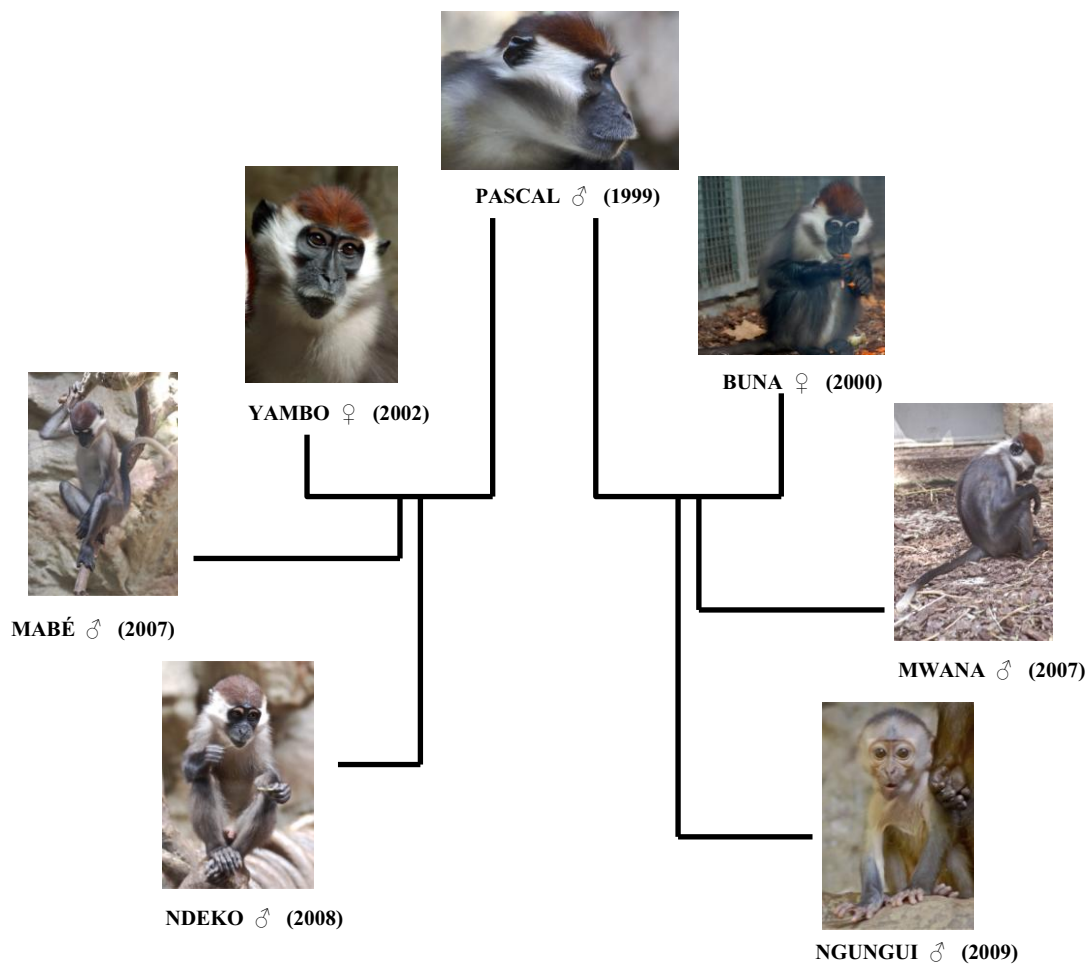 PASCAL ♂ (1999)
YAMBO ♀ (2002)
BUNA ♀ (2000)
MABÉ ♂ (2007)
MWANA ♂ (2007)
NDEKO ♂ (2008)
NGUNGUI ♂ (2009)